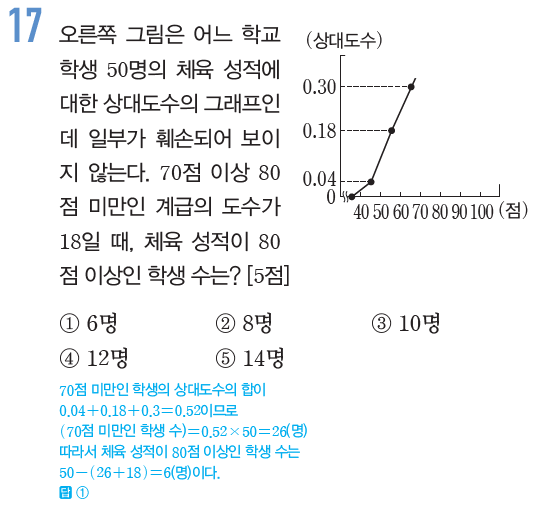 17
오른쪽 그림은 어느 학교
학생 50명의 체육 성적에
대한 상대도수의 그래프인
데 일부가 훼손되어 보이
지 않는다. 70점 이상 80
점 미만인 계급의 도수가
18일 때, 체육 성적이 80
점 이상인 학생 수는? [5점]
(상대도수)
0.30
0.18
0.04
0
40 50 60 70 80 90 100 (점)
① 6명 ② 8명 ③ 10명
④ 12명 ⑤ 14명
70점 미만인 학생의 상대도수의 합이
0.04+0.18+0.3=0.52이므로
(70점 미만인 학생 수)=0.52×50=26(명)
따라서 체육 성적이 80점 이상인 학생 수는
50-(26+18)=6(명)이다.
답 ①